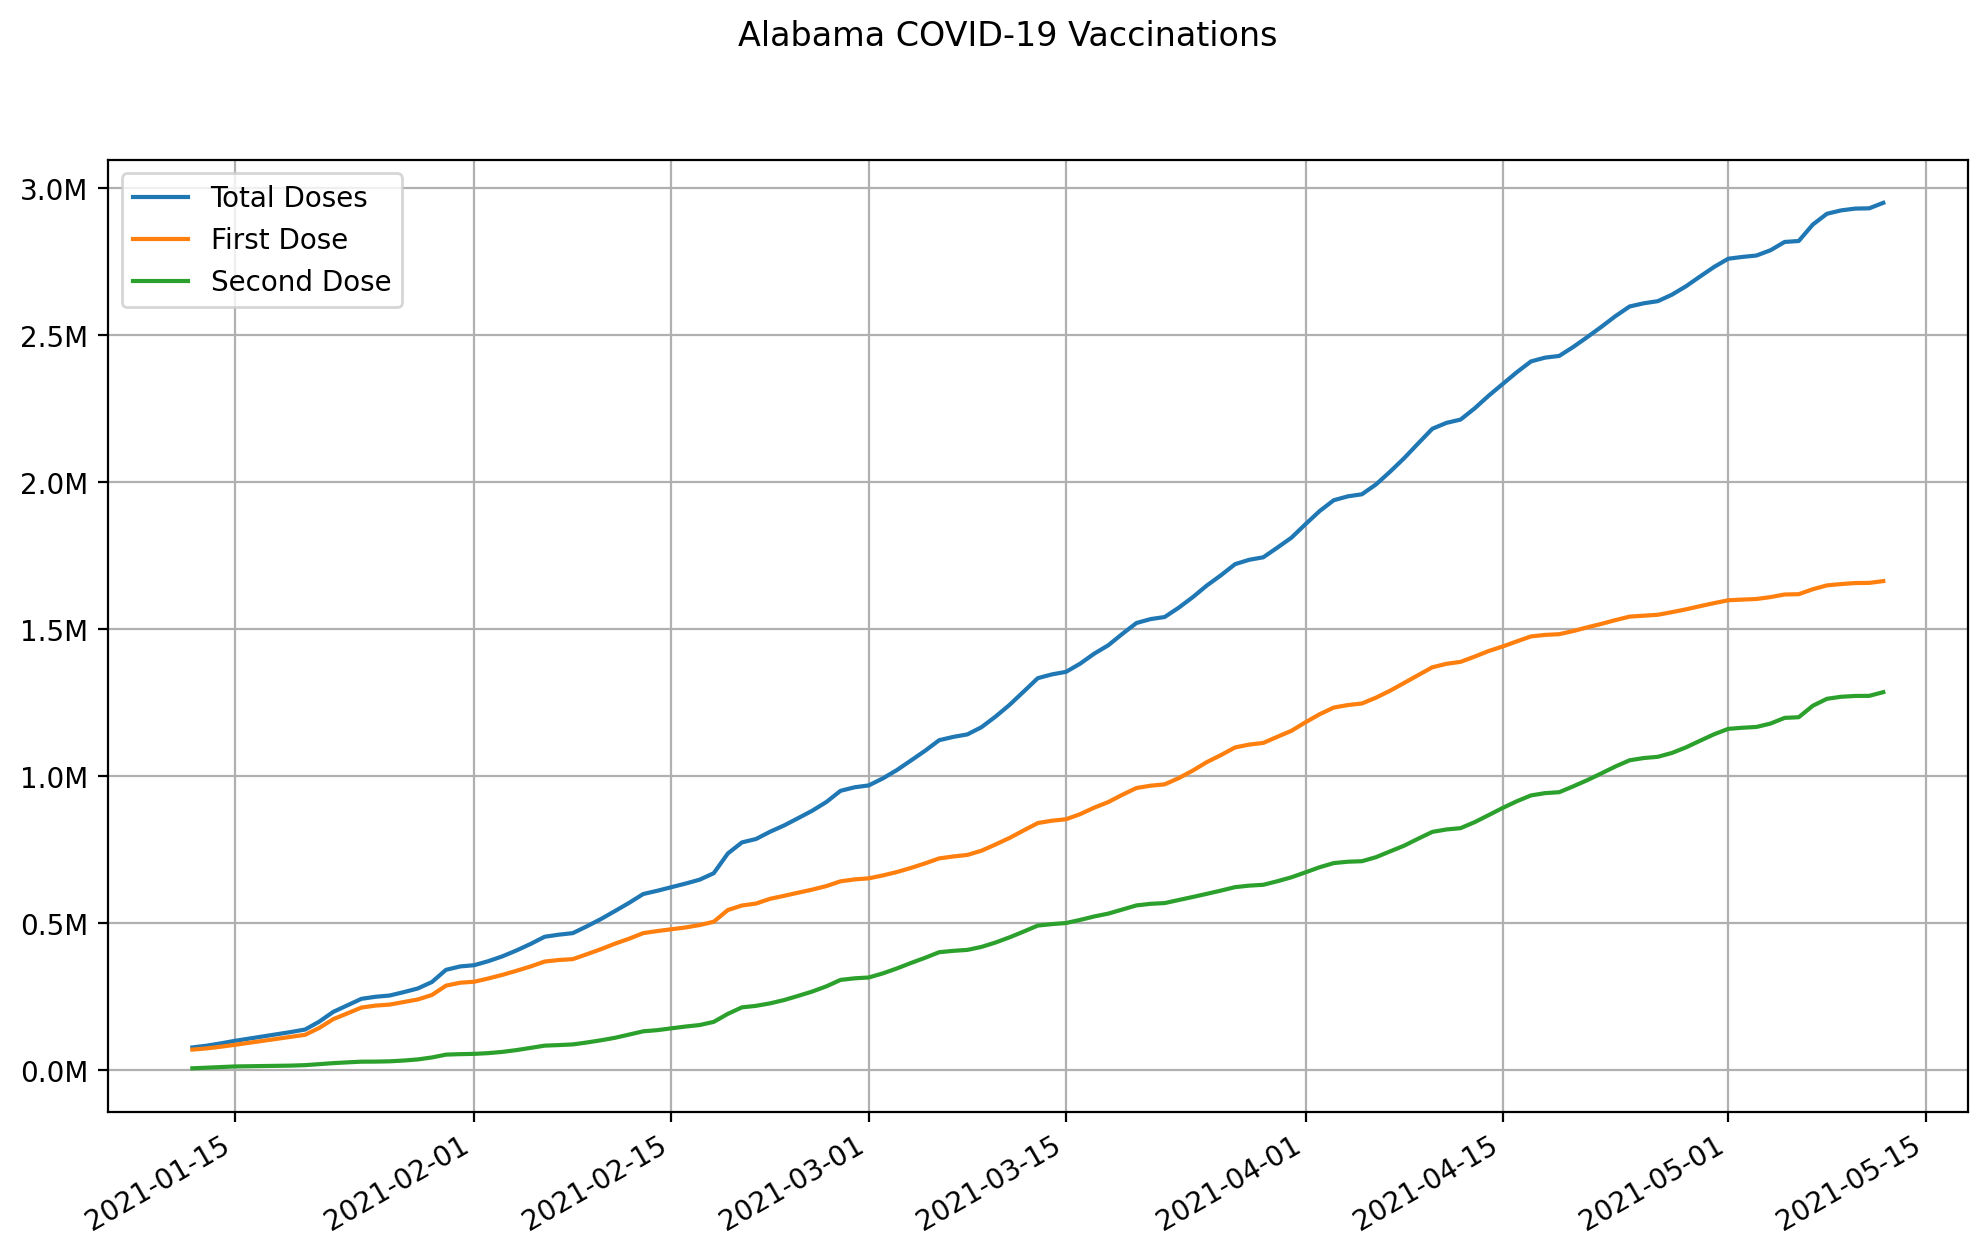 Alabama COVID-19 Vaccinations
Total Doses
First Dose
Second Dose
3.0M
2.5M
2.0M
1.5M
1.0M
0.5M
0.0M
2021-01-15
2021-02-01
2021-02-15
2021-03-01
2021-03-15
2021-04-01
2021-04-15
2021-05-01
2021-05-15